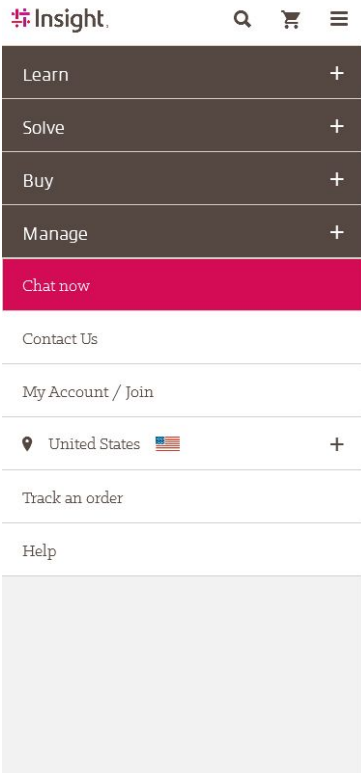 Insight.
Learn
Solve
Buy
Manage
Chat now
Contact Us
My Account / Join
United States
Track an order
Help